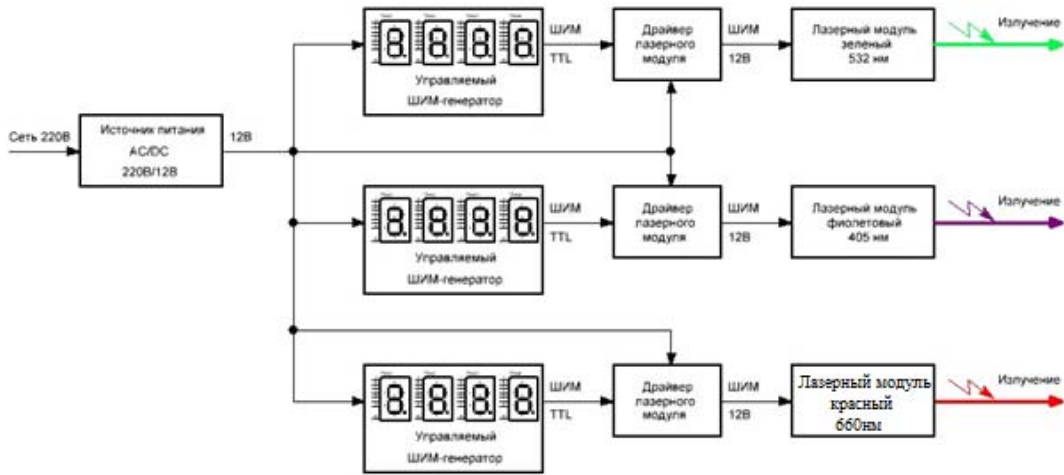 ШИМ
TTL
Управляемый
ШИМ-генератор
Драйвер
лазерного
модуля
ШИМ
12В
Лазерный модуль
зеленый
532 нм
Излучение
Сеть 220В
Источник питания
AC/DC
220В/12В
12В
ШИМ
TTL
Управляемый
ШИМ-генератор
Драйвер
лазерного
модуля
ШИМ
12В
Лазерный модуль
фиолетовый
405 нм
Излучение
ШИМ
TTL
Управляемый
ШИМ-генератор
Драйвер
лазерного
модуля
ШИМ
12В
Лазерный модуль
красный
660нм
Излучение